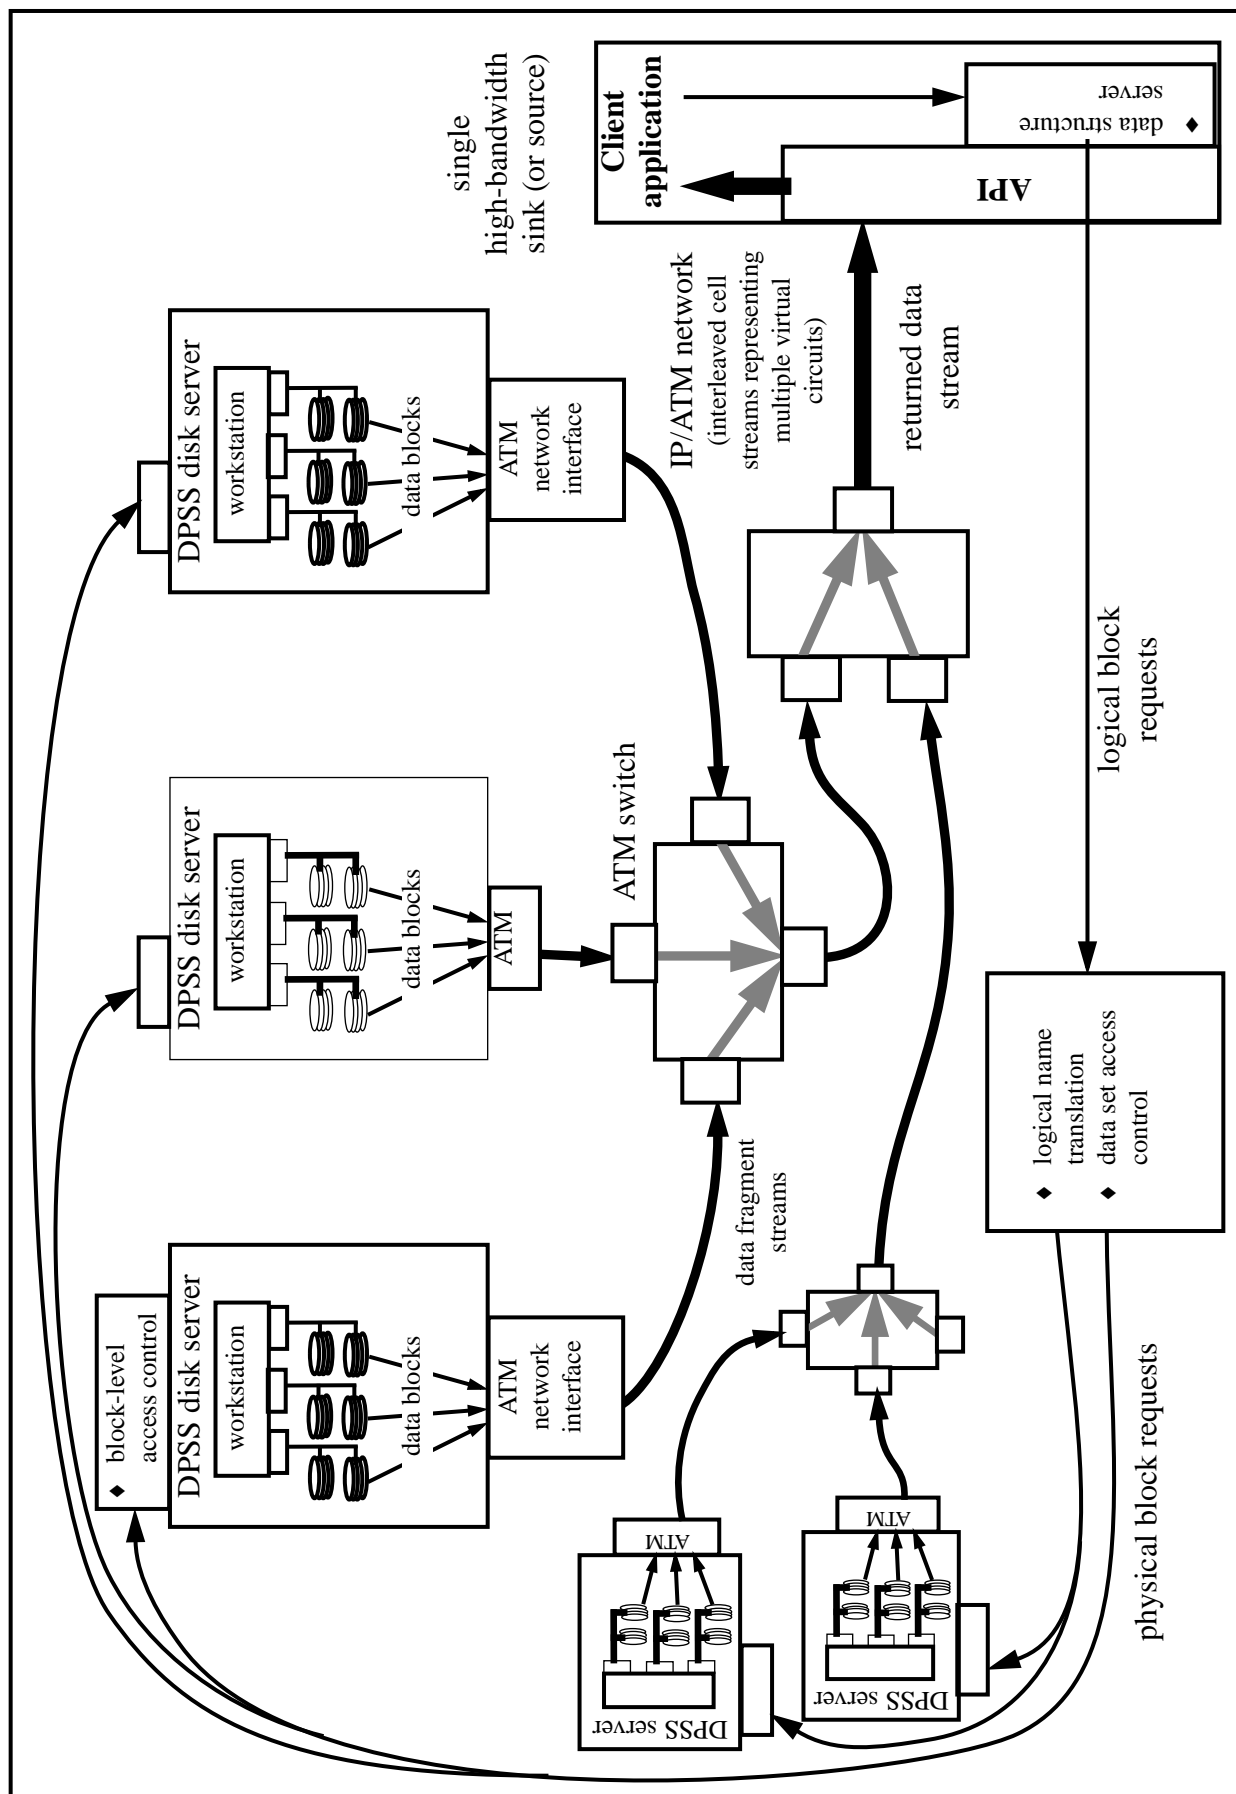 single
high-bandwidth
sink (or source)
Client
application
data structure
server
API
IP/ATM network
(interleaved cell
streams representing
multiple virtual
circuits)
returned data
stream
DPSS disk server
workstation
data blocks
ATM
network
interface
DPSS disk server
workstation
data blocks
ATM
ATM switch
block-level
access control
DPSS disk server
workstation
data blocks
ATM
network
interface
data fragment
streams
logical block
requests
logical name
translation
data set access
control
physical block requests
ATM
DPSS server
ATM
DPSS server